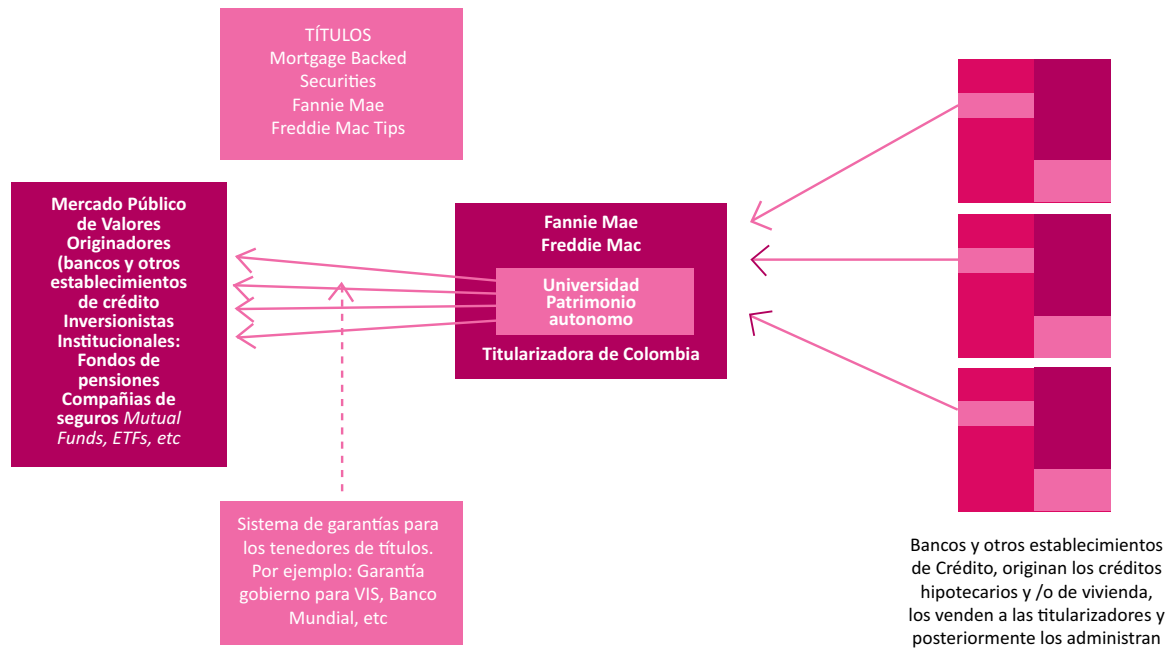 TÍTULOS
Mortgage Backed
Securities
Fannie Mae
Freddie Mac Tips
Mercado Público
de Valores
Originadores
(bancos y otros
establecimientos
de crédito
Inversionistas
Institucionales:
Fondos de
pensiones
Compañias de
seguros Mutual
Funds, ETFs, etc
Fannie Mae
Freddie Mac
Universidad
Patrimonio
autonomo
Titularizadora de Colombia
Sistema de garantías para
los tenedores de títulos.
Por ejemplo: Garantía
gobierno para VIS, Banco
Mundial, etc
Bancos y otros establecimientos
de Crédito, originan los créditos
hipotecarios y /o de vivienda,
los venden a las titularizadores y
posteriormente los administran